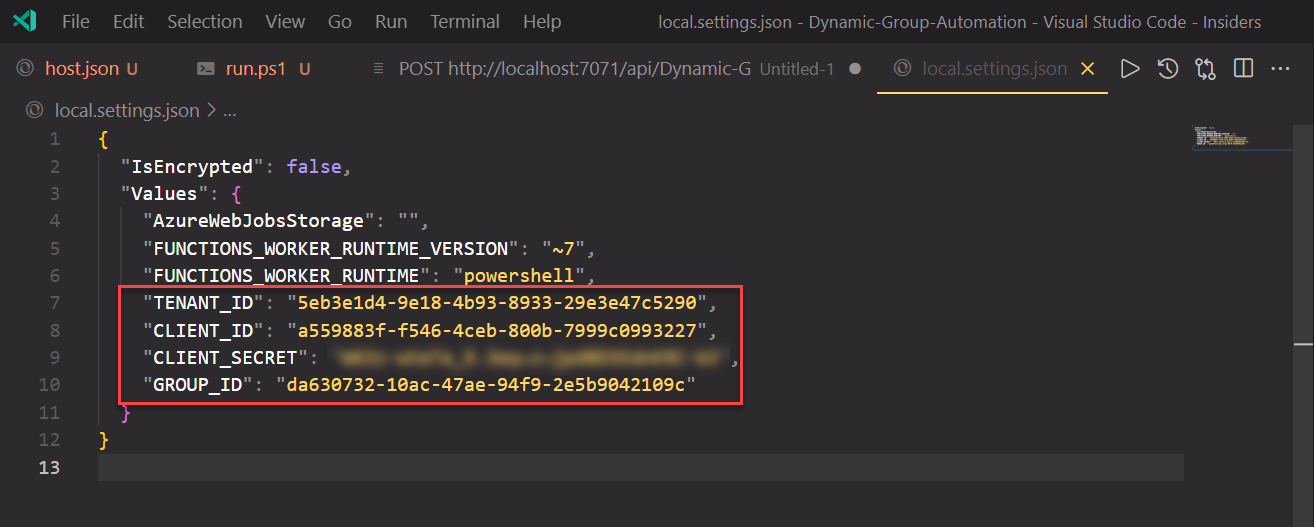 File Edit Selection View Go Run Terminal Help local.settings.json - Dynamic-Group-Automation - Visual Studio Code - Insiders
host.json U run.ps1 U POST http://localhost:7071/api/Dynamic-G Untitled-1 local.settings.json
local.settings.json > ...
1 {
2 "IsEncrypted": false,
3 "Values": {
4 "AzureWebJobsStorage": "",
5 "FUNCTIONS_WORKER_RUNTIME_VERSION": "~7",
6 "FUNCTIONS_WORKER_RUNTIME": "powershell",
7 "TENANT_ID": "5eb3e1d4-9e18-4b93-8933-29e3e47c5290",
8 "CLIENT_ID": "a559883f-f546-4ceb-800b-7999c0993227",
9 "CLIENT_SECRET": ,
10 "GROUP_ID": "da630732-10ac-47ae-94f9-2e5b9042109c"
11 }
12 }
13